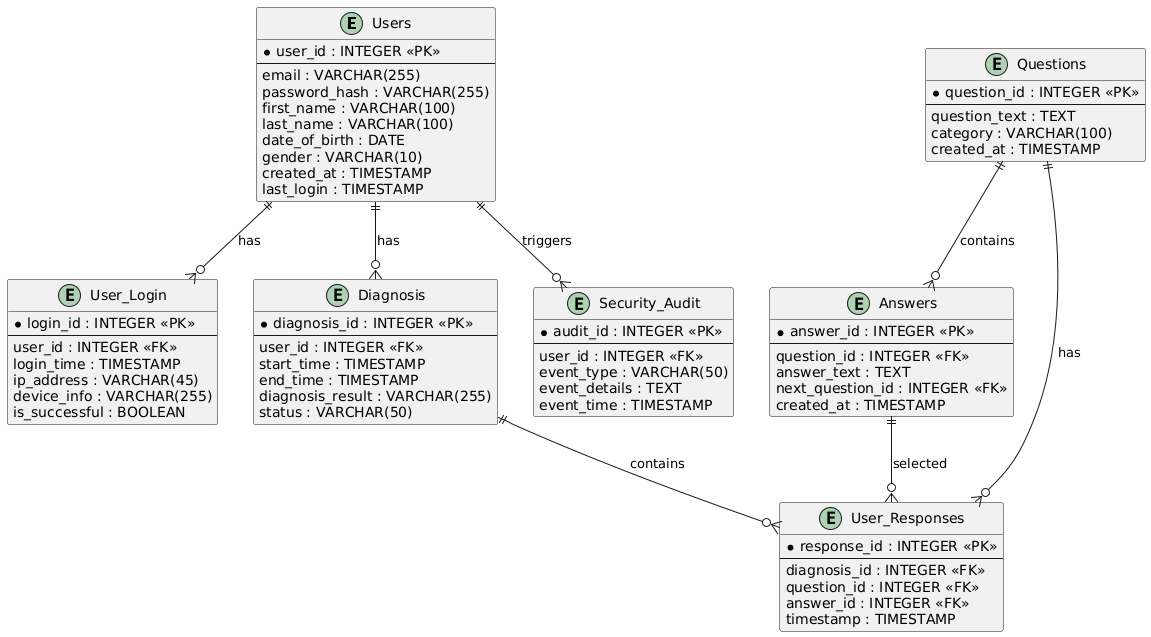 E Users
* user_id : INTEGER «PK»
email : VARCHAR(255)
password_hash : VARCHAR(255)
first_name : VARCHAR(100)
last_name : VARCHAR(100)
date_of_birth : DATE
gender : VARCHAR(10)
created_at : TIMESTAMP
last_login : TIMESTAMP
E Questions
* question_id : INTEGER «PK»
question_text : TEXT
category : VARCHAR(100)
created_at : TIMESTAMP
has
has
triggers
contains
E User_Login
* login_id : INTEGER «PK»
user_id : INTEGER «FK»
login_time : TIMESTAMP
ip_address : VARCHAR(45)
device_info : VARCHAR(255)
is_successful : BOOLEAN
E Diagnosis
* diagnosis_id : INTEGER «PK»
user_id : INTEGER «FK»
start_time : TIMESTAMP
end_time : TIMESTAMP
diagnosis_result : VARCHAR(255)
status : VARCHAR(50)
E Security_Audit
* audit_id : INTEGER «PK»
user_id : INTEGER «FK»
event_type : VARCHAR(50)
event_details : TEXT
event_time : TIMESTAMP
E Answers
* answer_id : INTEGER «PK»
question_id : INTEGER «FK»
answer_text : TEXT
next_question_id : INTEGER «FK»
created_at : TIMESTAMP
has
contains
selected
E User_Responses
* response_id : INTEGER «PK»
diagnosis_id : INTEGER «FK»
question_id : INTEGER «FK»
answer_id : INTEGER «FK»
timestamp : TIMESTAMP